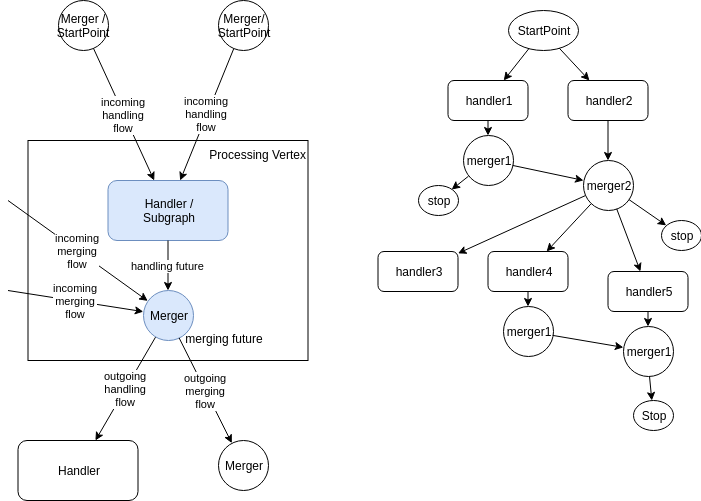 Merger /
StartPoint
Merger/
StartPoint
incoming
handling
flow
incoming
handling
flow
Processing Vertex
Handler /
Subgraph
incoming
merging
flow
handling future
incoming
merging
flow
Merger
merging future
outgoing
handling
flow
outgoing
merging
flow
Handler
Merger
StartPoint
handler1
handler2
merger1
merger2
stop
stop
handler3
handler4
handler5
merger1
merger1
Stop